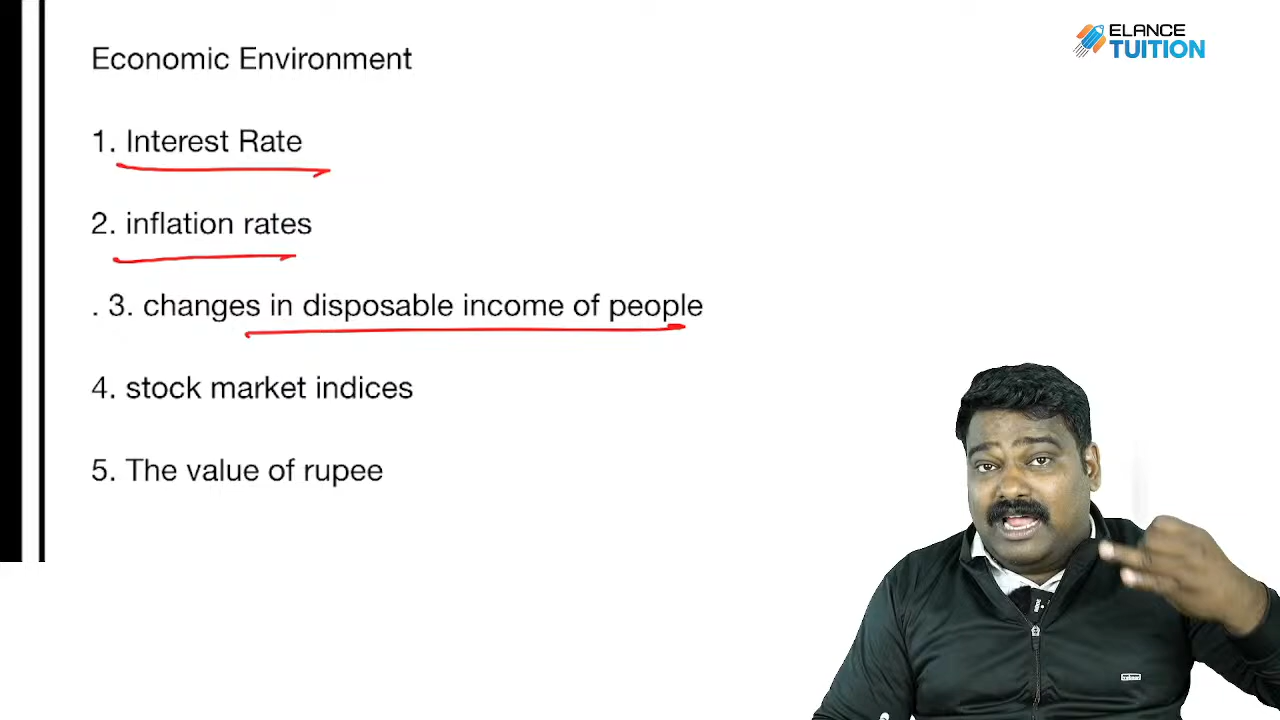 Economic Environment
ELANCE
TUITION
1. Interest Rate
2. inflation rates
. 3. changes in disposable income of people
4. stock market indices
5. The value of rupee